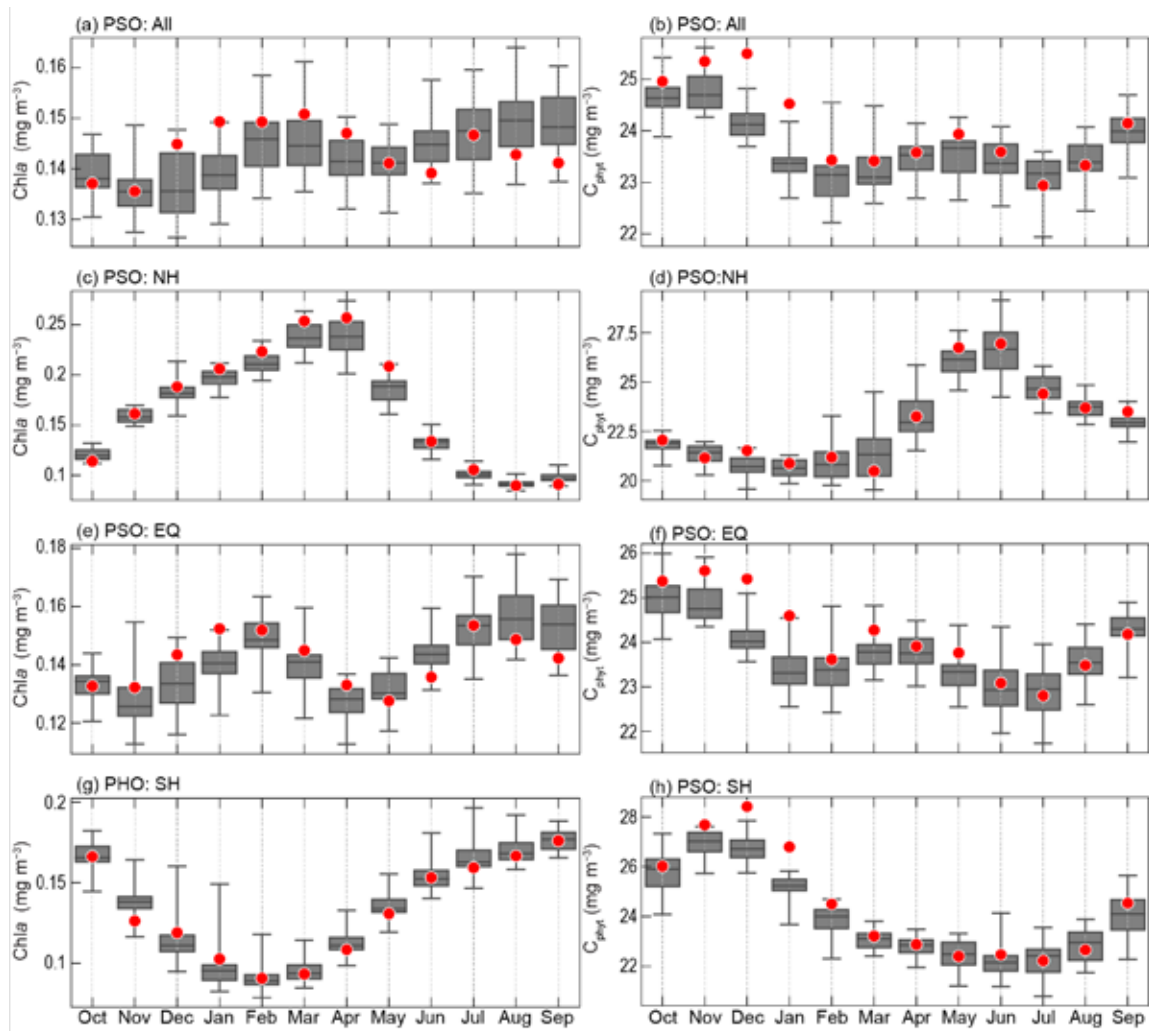 (a) PSO: All
(b) PSO: All
0.16
0.15
0.14
0.13
Chla (mg m⁻³)
25
24
23
22
C_phyt (mg m⁻³)
(c) PSO: NH
(d) PSO:NH
0.25
0.2
0.15
0.1
Chla (mg m⁻³)
27.5
25
22.5
20
C_phyt (mg m⁻³)
(e) PSO: EQ
(f) PSO: EQ
0.18
0.16
0.14
0.12
Chla (mg m⁻³)
26
25
24
23
22
C_phyt (mg m⁻³)
(g) PHO: SH
(h) PSO: SH
0.2
0.15
0.1
Chla (mg m⁻³)
28
26
24
22
C_phyt (mg m⁻³)
Oct Nov Dec Jan Feb Mar Apr May Jun Jul Aug Sep
Oct Nov Dec Jan Feb Mar Apr May Jun Jul Aug Sep